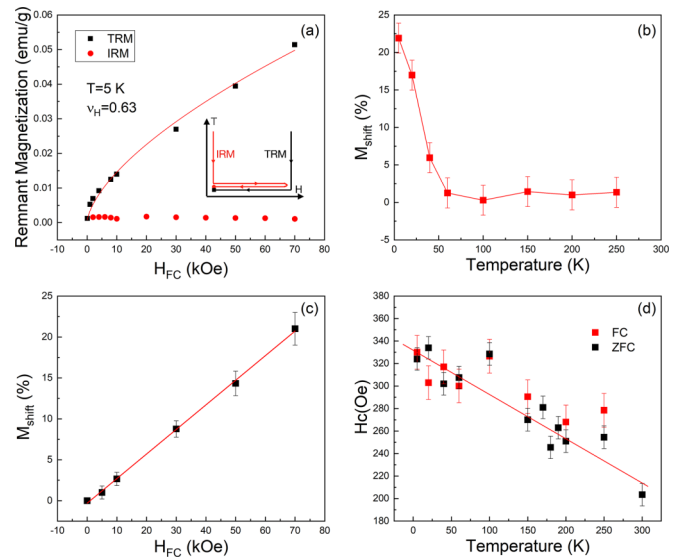 (a)
TRM
IRM
T=5 K
νH=0.63
T
IRM
TRM
H
0.06
0.05
0.04
0.03
0.02
0.01
0.00
-10 0 10 20 30 40 50 60 70 80
Remnant Magnetization (emu/g)
HFC (kOe)
(b)
25
20
15
10
5
0
-5
0 50 100 150 200 250 300
Mshift (%)
Temperature (K)
(c)
25
20
15
10
5
0
0 10 20 30 40 50 60 70 80
Mshift (%)
HFC (kOe)
(d)
FC
ZFC
380
360
340
320
300
280
260
240
220
200
180
0 50 100 150 200 250 300
Hc(Oe)
Temperature (K)